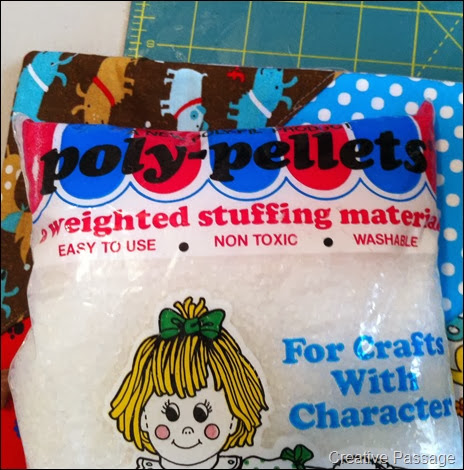 poly-pellets
a weighted stuffing material
EASY TO USE • NON TOXIC • WASHABLE
For Crafts
With
Character
Creative Passage